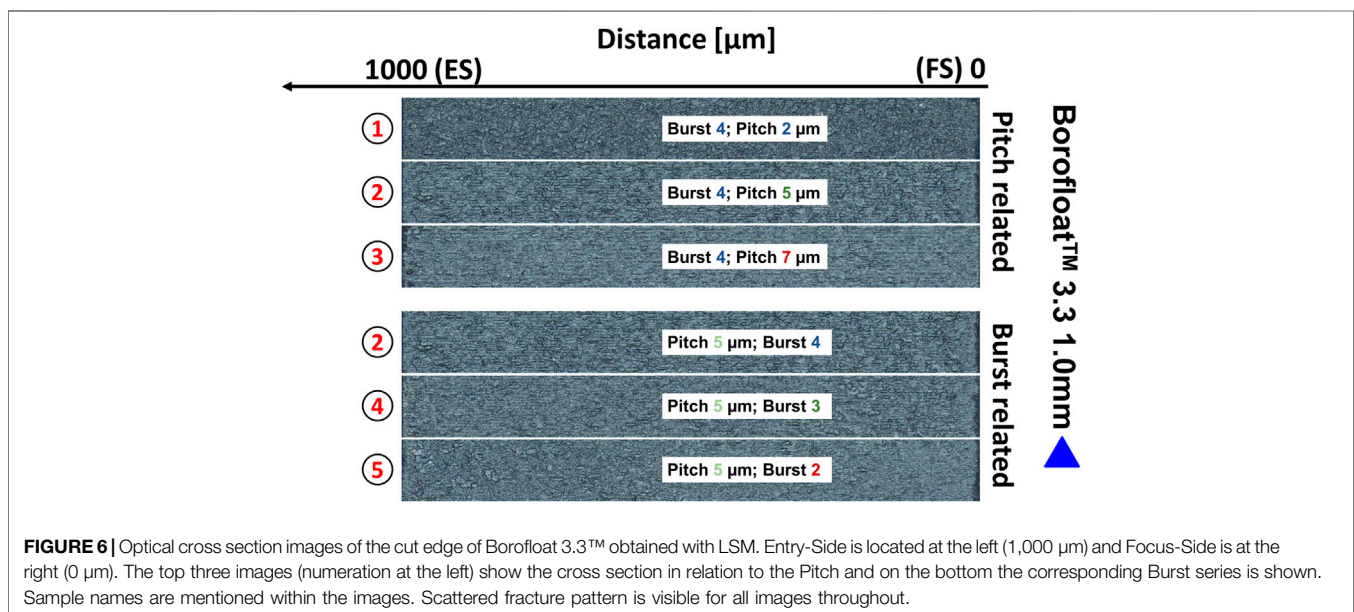 Distance [µm]
1000 (ES)
(FS) 0
1
Burst 4; Pitch 2 µm
2
Burst 4; Pitch 5 µm
3
Burst 4; Pitch 7 µm
Pitch related
2
Pitch 5 µm; Burst 4
4
Pitch 5 µm; Burst 3
5
Pitch 5 µm; Burst 2
Burst related
Borofloat™ 3.3 1.0mm
FIGURE 6 | Optical cross section images of the cut edge of Borofloat 3.3™ obtained with LSM. Entry-Side is located at the left (1,000 µm) and Focus-Side is at the
right (0 µm). The top three images (numeration at the left) show the cross section in relation to the Pitch and on the bottom the corresponding Burst series is shown.
Sample names are mentioned within the images. Scattered fracture pattern is visible for all images throughout.